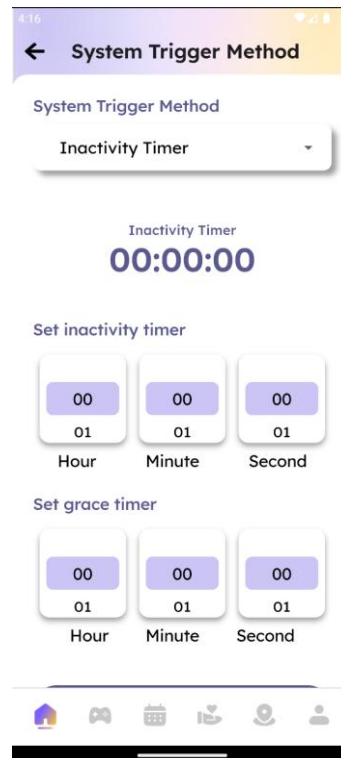 4:16
System Trigger Method
System Trigger Method
Inactivity Timer
Inactivity Timer
00:00:00
Set inactivity timer
00 00 00
01 01 01
Hour Minute Second
Set grace timer
00 00 00
01 01 01
Hour Minute Second